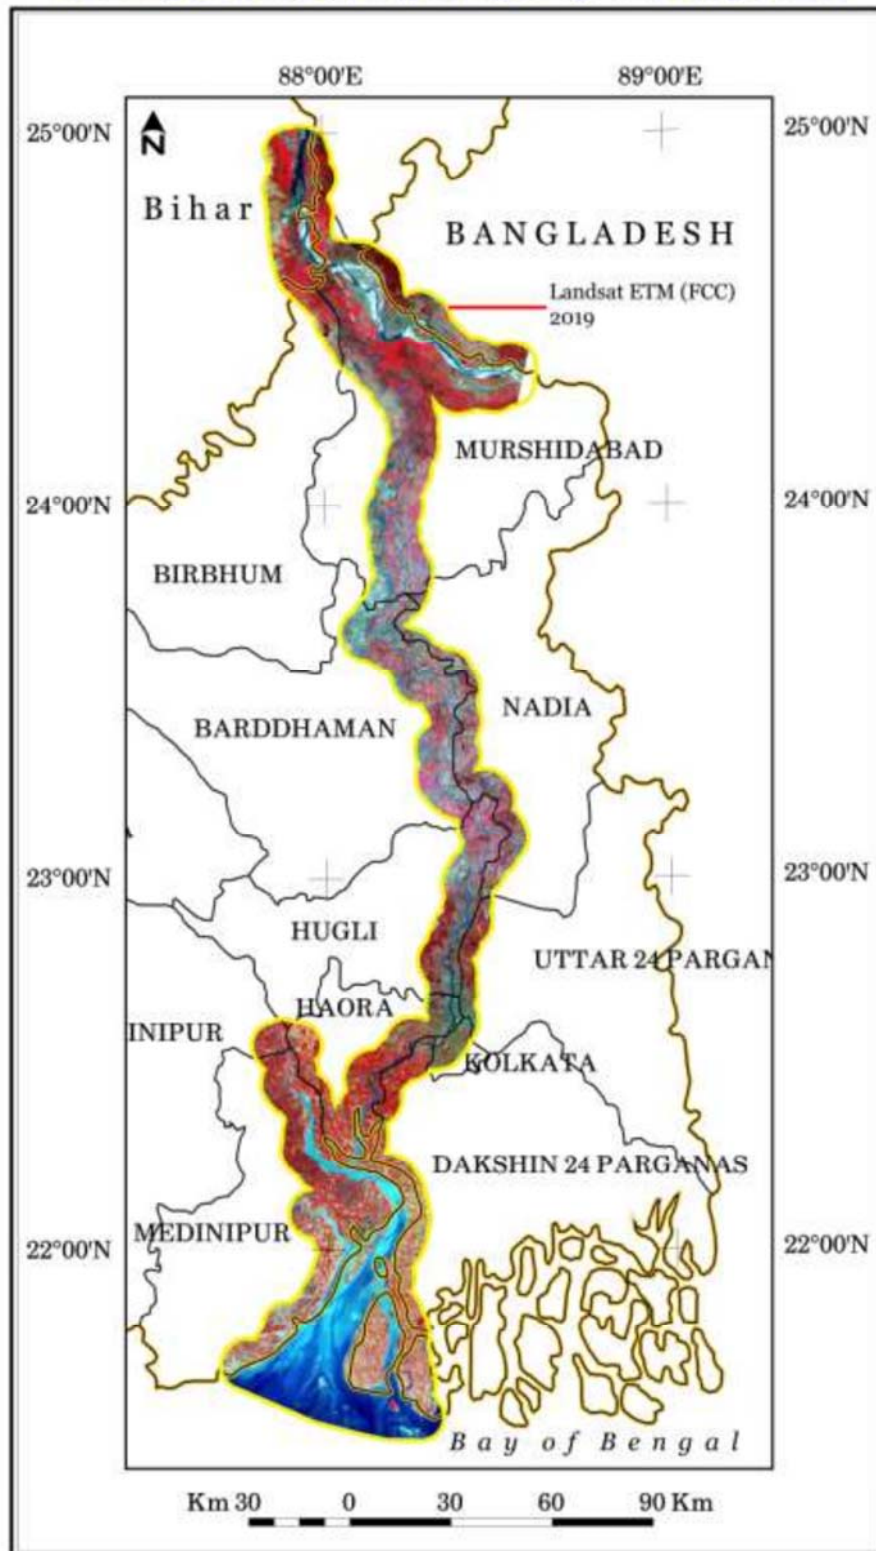 88°00'E 89°00'E
25°00'N 25°00'N
N
Bihar
BANGLADESH
Landsat ETM (FCC)
2019
MURSHIDABAD
24°00'N 24°00'N
BIRBHUM
NADIA
BARDDHAMAN
23°00'N 23°00'N
HUGLI
UTTAR 24 PARGAN
HAORA
INIPUR
KOLKATA
DAKSHIN 24 PARGANAS
MEDINIPUR
22°00'N 22°00'N
Bay of Bengal
Km 30 0 30 60 90 Km